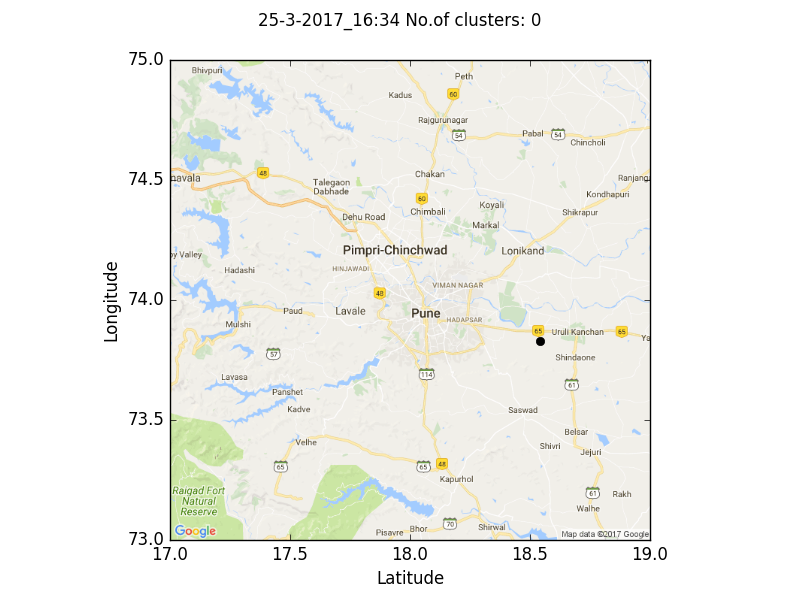 25-3-2017_16:34 No.of clusters: 0
75.0
Bhivpuri
Peth
Kadus
60
Rajgurunagar
54
Pabal
54
Chincholi
74.5
navala
48
Talegaon
Dabhade
Chakan
Ranjang
Kondhapuri
60
Chimbali
Koyali
Shikrapur
Dehu Road
Markal
Pimpri-Chinchwad
Lonikand
oy Valley
Hadashi
HINJAWADI
VIMAN NAGAR
74.0
48
Paud
Lavale
Pune
HADAPSAR
Mulshi
65
Uruli Kanchan
65
Ya
57
Shindaone
114
Lavasa
61
Panshet
Kadve
Saswad
73.5
Velhe
Belsar
Shivri
Jejuri
65
65
48
Kapurhol
Raigad Fort
Natural
Reserve
61
Rakh
Walhe
70
Pisavre
Bhor
Shirwal
Google
Map data ©2017 Google
73.0
17.0
17.5
18.0
18.5
19.0
Latitude
Longitude